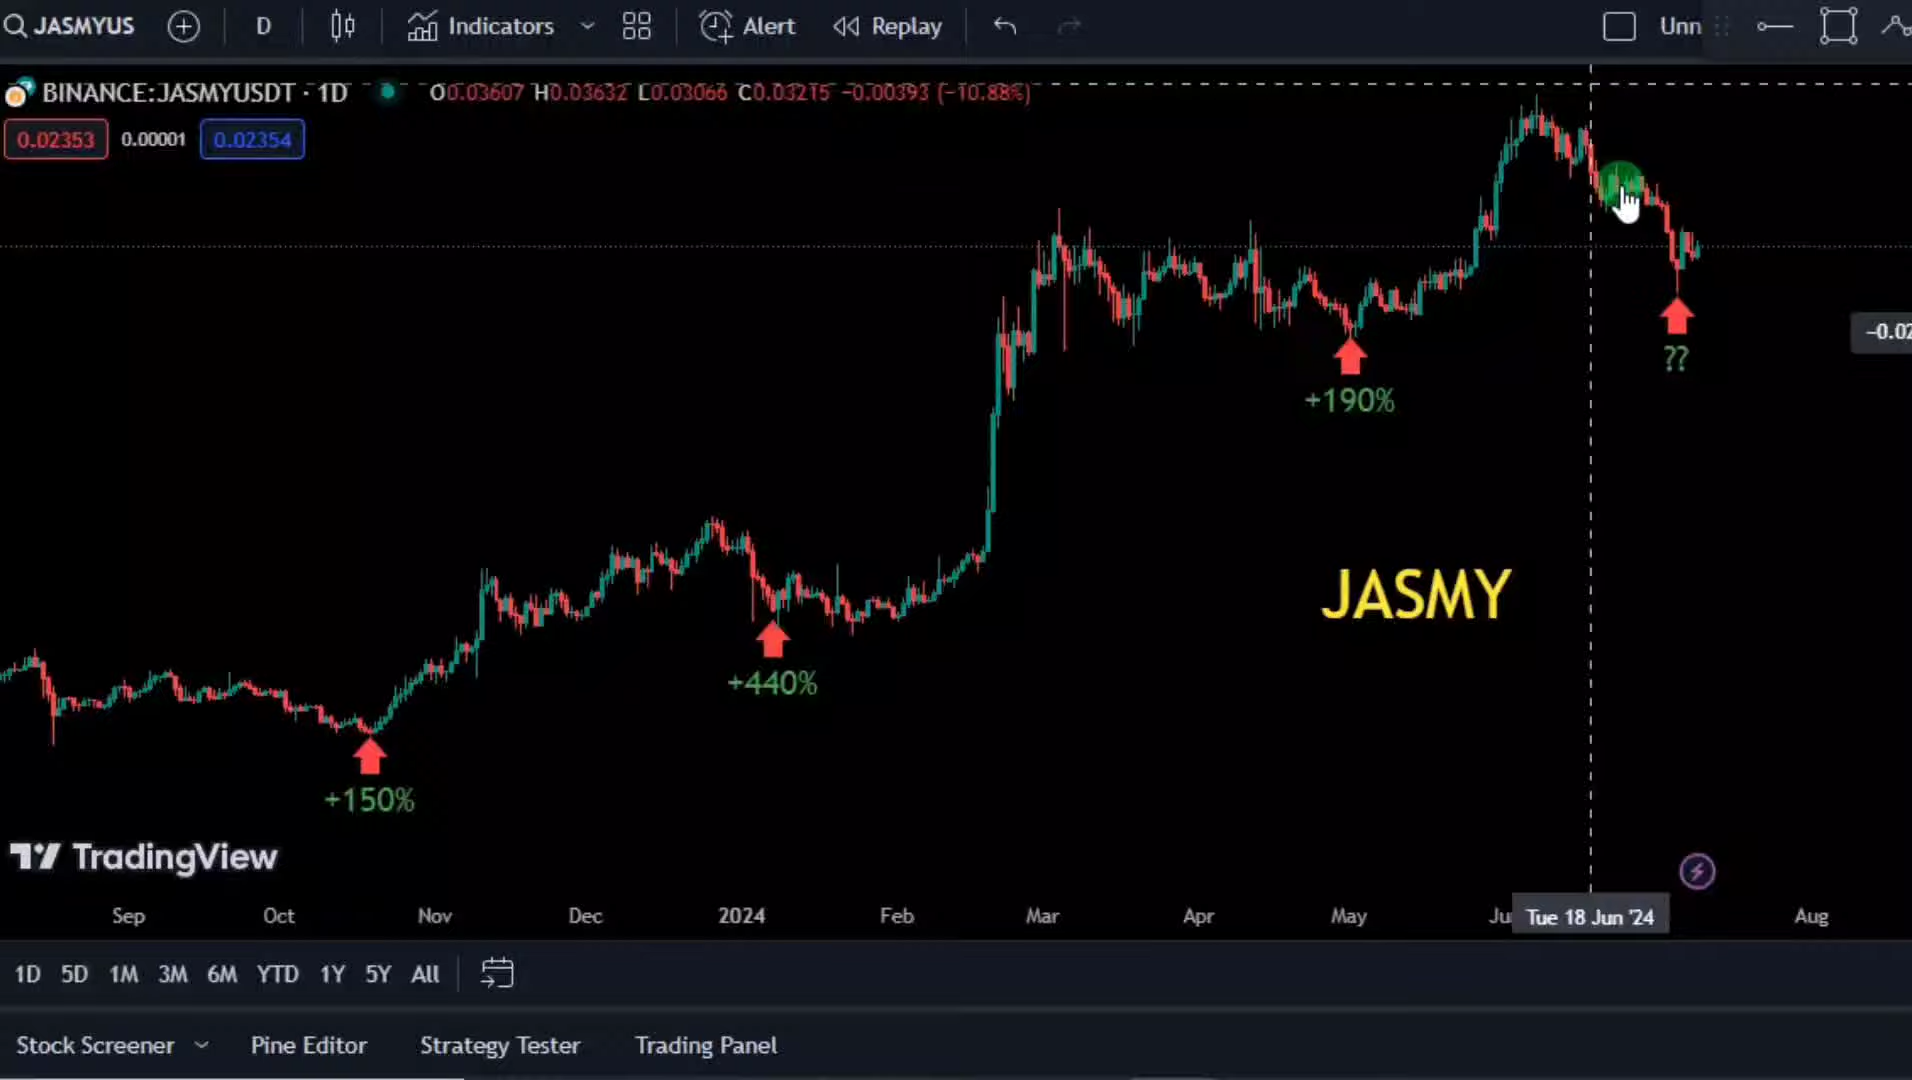 JASMYUS D Indicators Alert Replay Unn
BINANCE:JASMYUSDT · 1D O0.03607 H0.03632 L0.03066 C0.03215 −0.00393 (−10.88%)
0.02353 0.00001 0.02354
−0.02
??
+190%
JASMY
+440%
+150%
TradingView
Sep Oct Nov Dec 2024 Feb Mar Apr May Ju Tue 18 Jun '24 Aug
1D 5D 1M 3M 6M YTD 1Y 5Y All
Stock Screener Pine Editor Strategy Tester Trading Panel